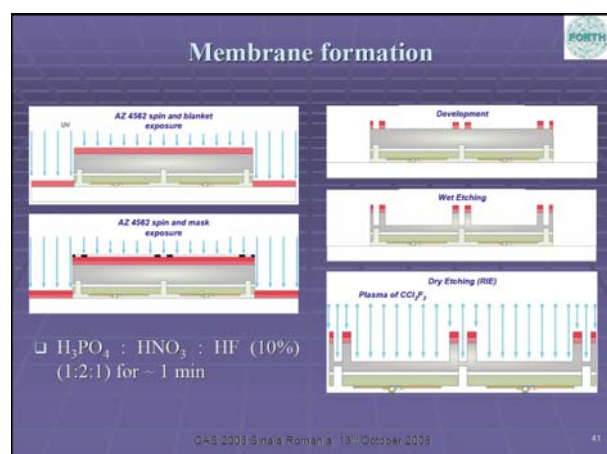 FORTH
Membrane formation
AZ 4562 spin and blanket
exposure
UV
AZ 4562 spin and mask
exposure
❑ H₃PO₄ : HNO₃ : HF (10%)
(1:2:1) for ~ 1 min
Development
Wet Etching
Dry Etching (RIE)
Plasma of CCl₂F₂
CAS 2008 Sinaia Romania, 13ᵗʰ October 2008
41